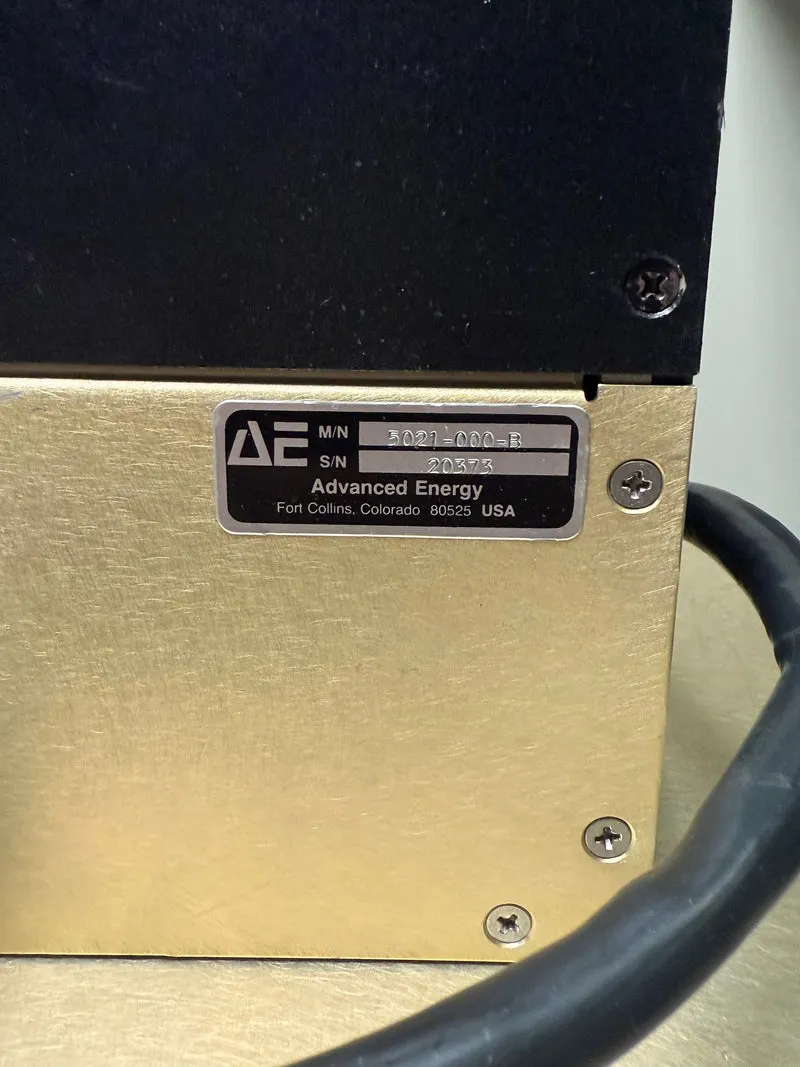 AE M/N 5021-000-B
S/N 20373
Advanced Energy
Fort Collins, Colorado 80525 USA